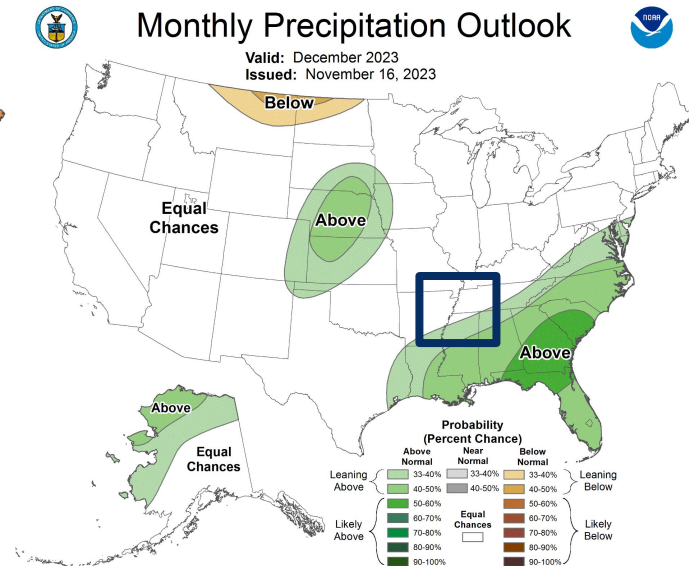 Monthly Precipitation Outlook
NOAA
Valid: December 2023
Issued: November 16, 2023
Below
Equal
Chances
Above
Above
Above
Equal
Chances
Probability
(Percent Chance)
Above
Normal
Near
Normal
Below
Normal
Leaning
Above
33-40%
33-40%
33-40%
Leaning
Below
40-50%
40-50%
40-50%
Likely
Above
50-60%
Equal
Chances
50-60%
Likely
Below
60-70%
60-70%
70-80%
70-80%
80-90%
80-90%
90-100%
90-100%